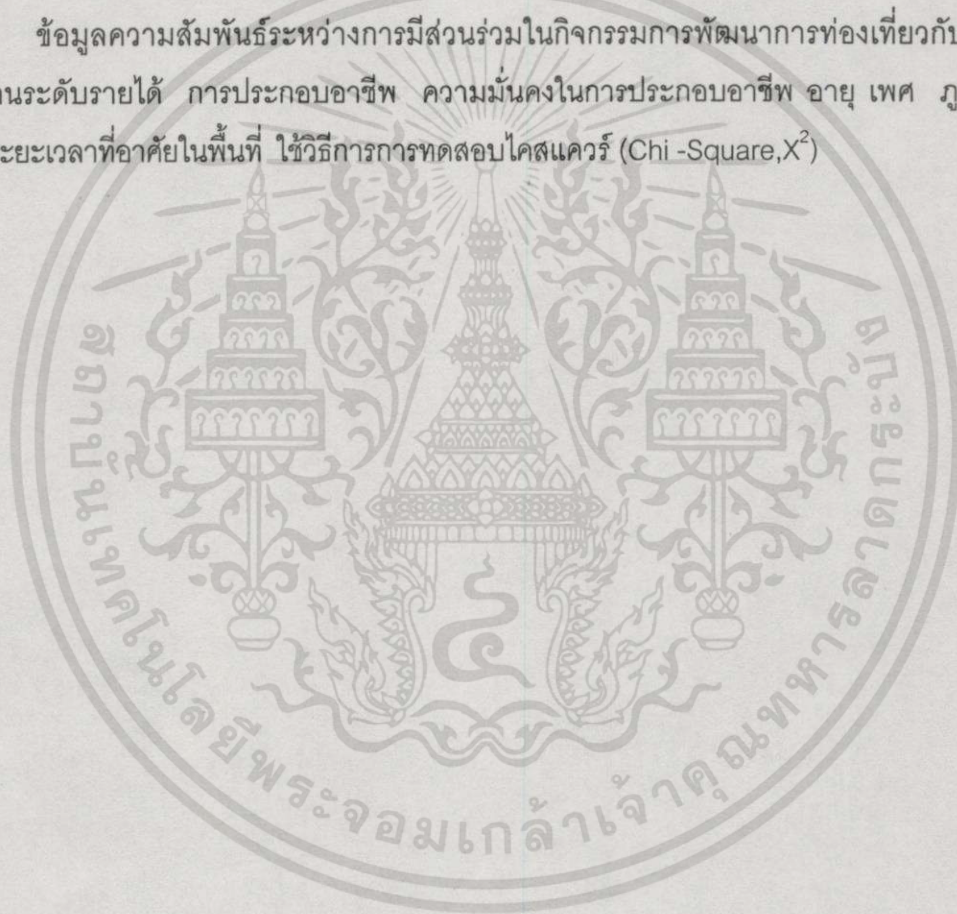 ข้อมูลความสัมพันธ์ระหว่างการมีส่วนร่วมในกิจกรรมการพัฒนาการท่องเที่ยวกับ
านระดับรายได้ การประกอบอาชีพ ความมั่นคงในการประกอบอาชีพ อายุ เพศ ภู
ะยะเวลาที่อาศัยในพื้นที่ ใช้วิธีการการทดสอบไคสแควร์ (Chi -Square,X²)
สถาบันเทคโนโลยีพระจอมเกล้าเจ้าคุณทหารลาดกระบัง